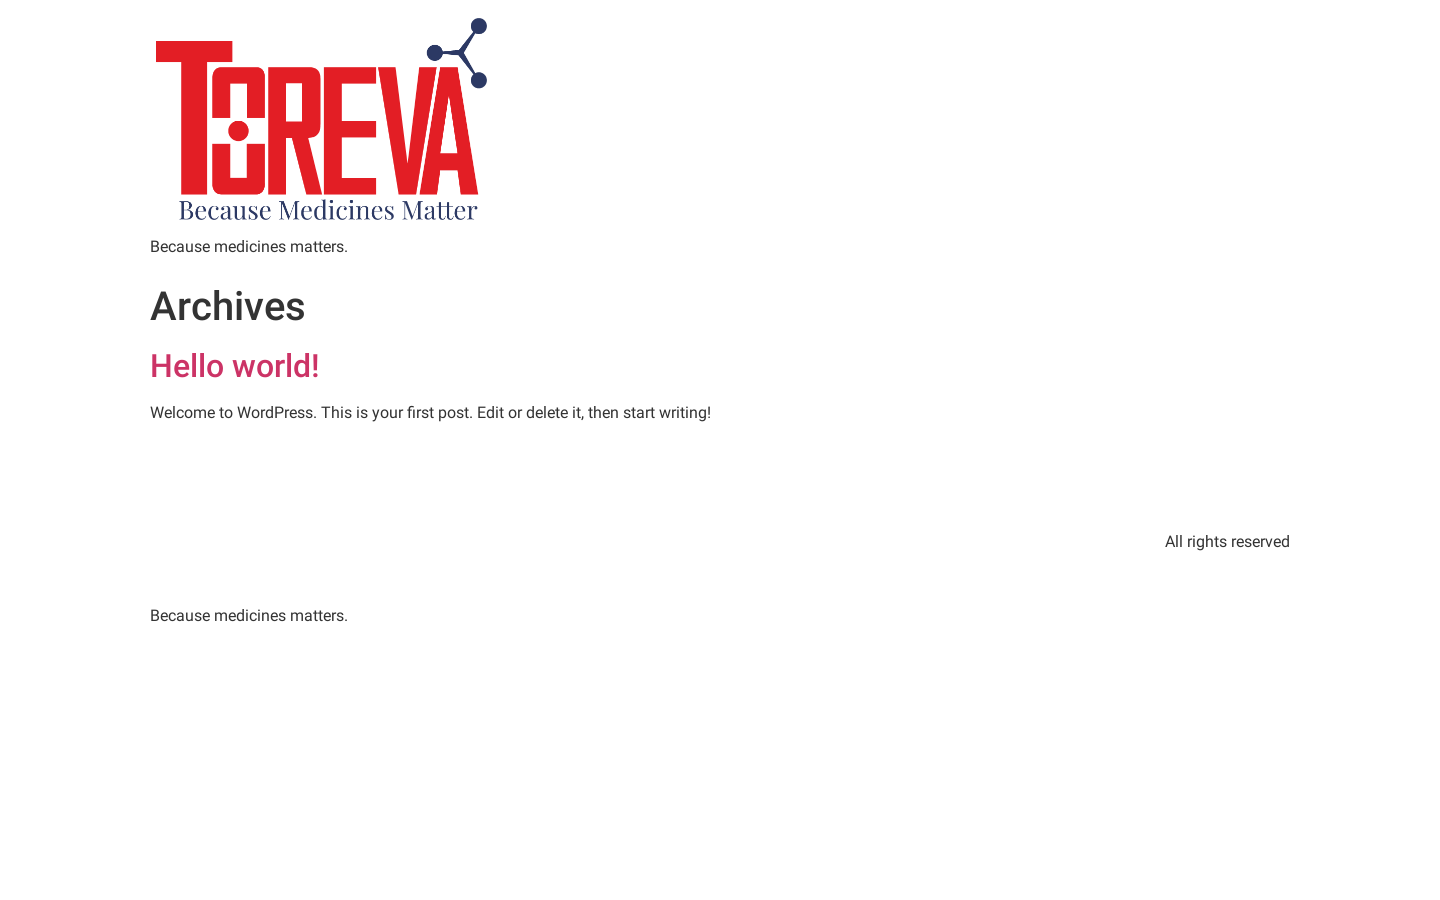 TOREVA
Because Medicines Matter
Because medicines matters.
Archives
Hello world!
Welcome to WordPress. This is your first post. Edit or delete it, then start writing!
All rights reserved
Because medicines matters.